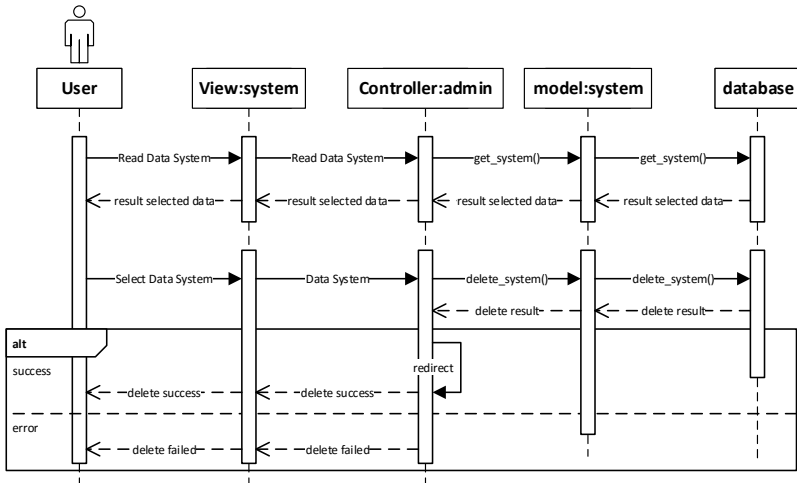 User View:system Controller:admin model:system database
Read Data System Read Data System get_system() get_system()
result selected data result selected data result selected data result selected data
Select Data System Data System delete_system() delete_system()
delete result delete result
alt
redirect
success
delete success delete success
error
delete failed delete failed